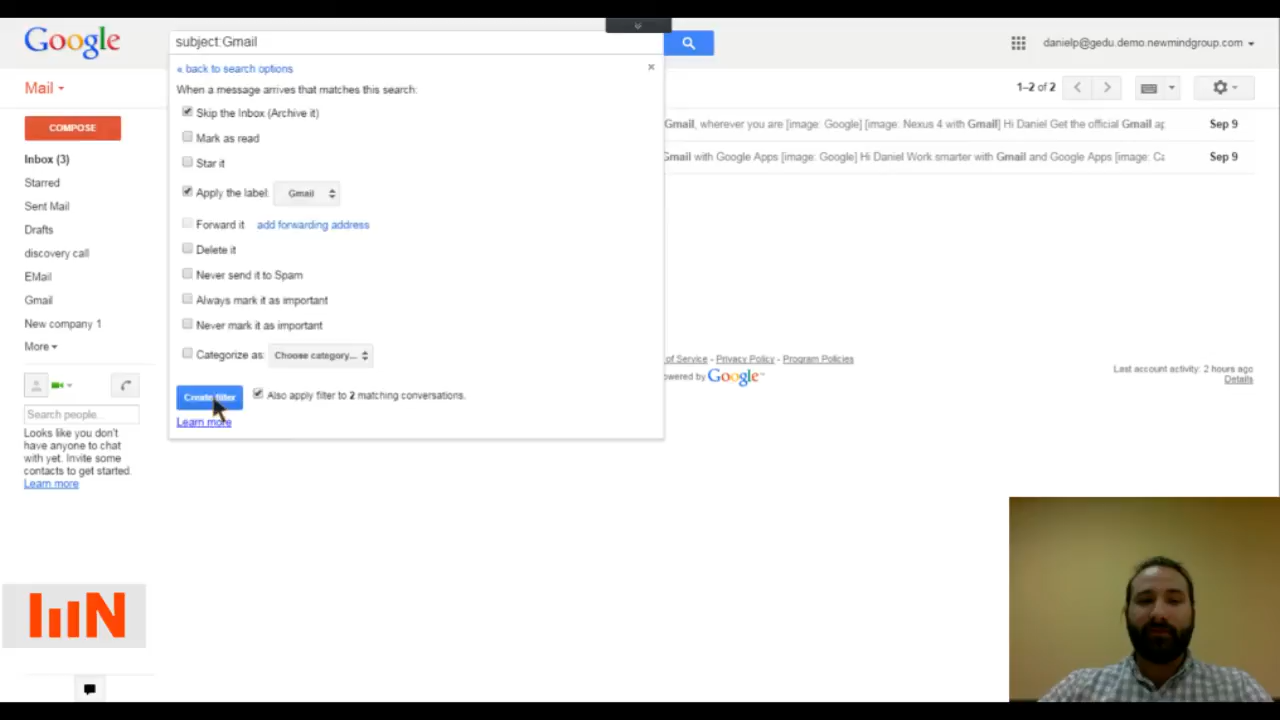 Google
subject:Gmail
danielp@gedu.demo.newmindgroup.com
« back to search options
Mail
1–2 of 2
When a message arrives that matches this search:
Skip the Inbox (Archive it)
COMPOSE
Gmail, wherever you are [image: Google] [image: Nexus 4 with Gmail] Hi Daniel Get the official Gmail ap
Sep 9
Mark as read
Inbox (3)
Gmail with Google Apps [image: Google] Hi Daniel Work smarter with Gmail and Google Apps [image: Ca
Sep 9
Star it
Starred
Apply the label: Gmail
Sent Mail
Forward it add forwarding address
Drafts
Delete it
discovery call
Never send it to Spam
EMail
Always mark it as important
Gmail
Never mark it as important
New company 1
Categorize as: Choose category...
More
of Service - Privacy Policy - Program Policies
owered by Google™
Last account activity: 2 hours ago
Details
Create filter
Also apply filter to 2 matching conversations.
Learn more
Search people...
Looks like you don't
have anyone to chat
with yet. Invite some
contacts to get started.
Learn more
N